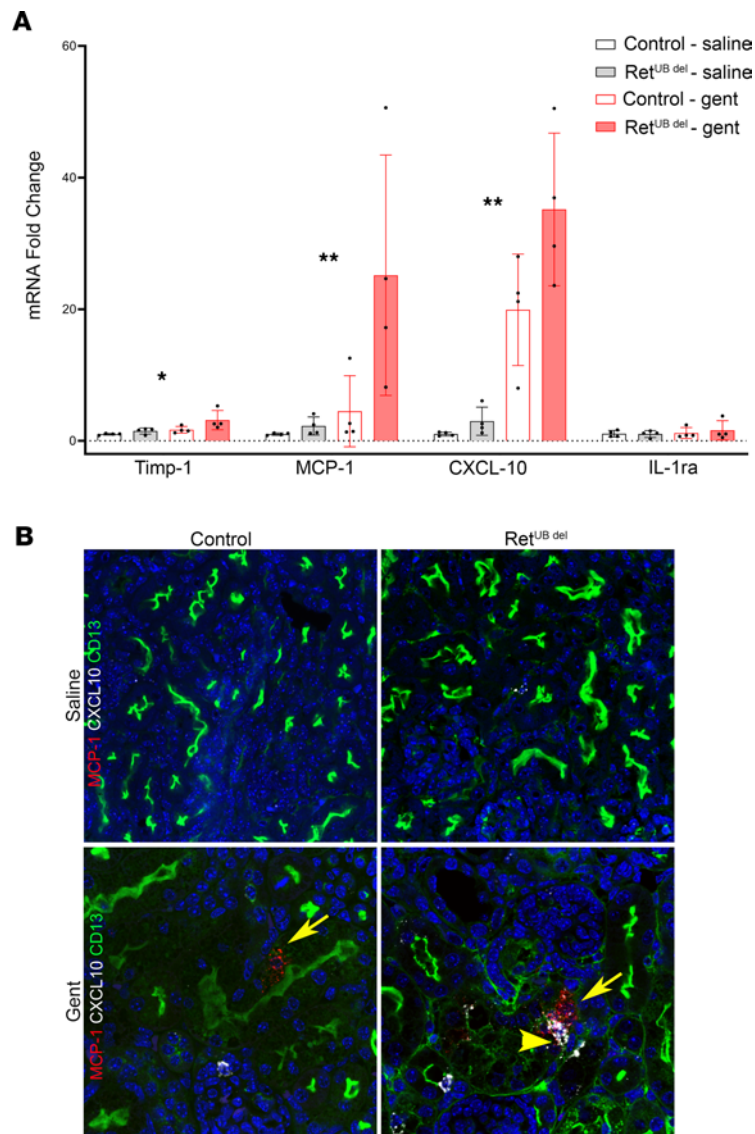 A
60
40
20
0
mRNA Fold Change
Control - saline
Ret^UB del - saline
Control - gent
Ret^UB del - gent
*
**
**
Timp-1 MCP-1 CXCL-10 IL-1ra
B
Control Ret^UB del
Saline
MCP-1 CXCL10 CD13
Gent
MCP-1 CXCL10 CD13